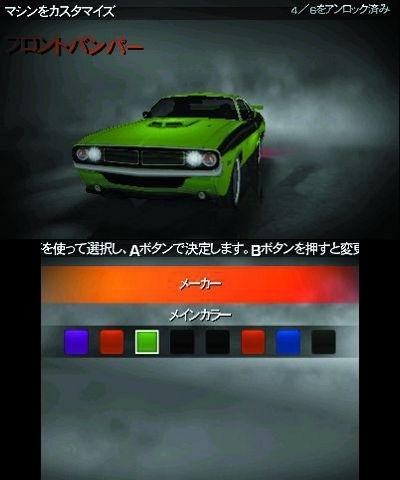 マシンをカスタマイズ
4／6をアンロック済み
フロント・バンパー
を使って選択し、Aボタンで決定します。Bボタンを押すと変更
メーカー
メインカラー